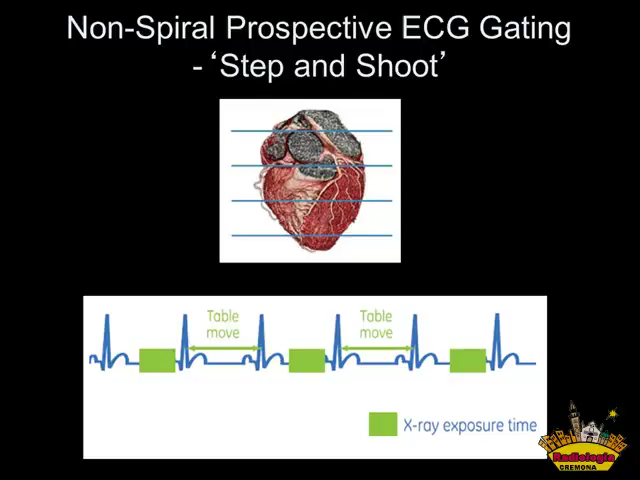 Non-Spiral Prospective ECG Gating
- ‘Step and Shoot’
Table move
Table move
X-ray exposure time
Radiologia
CREMONA